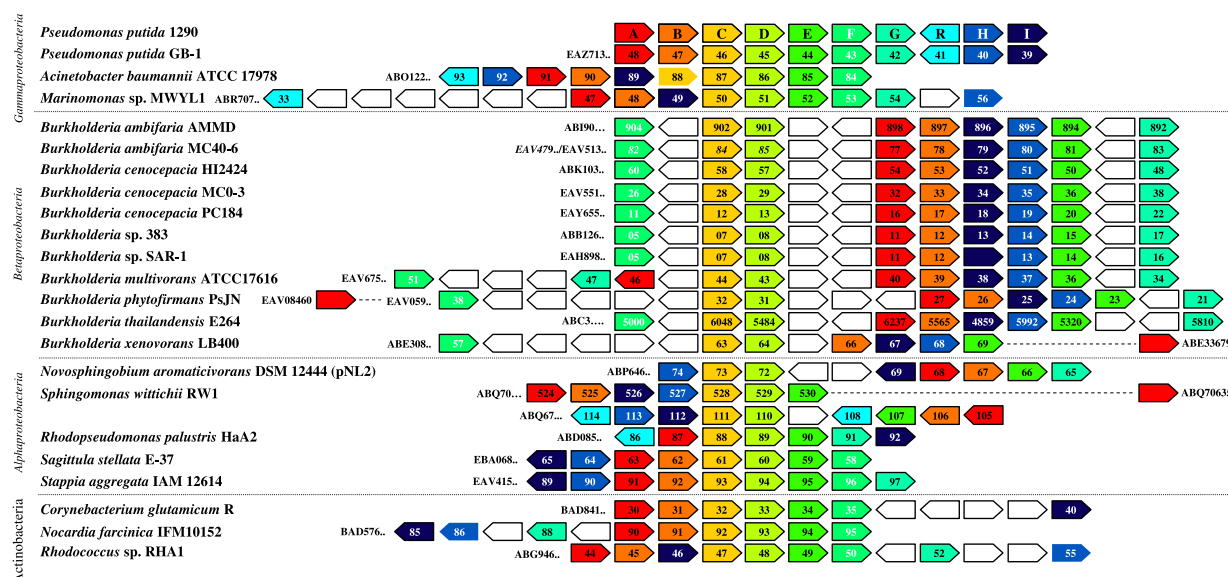 Gammaproteobacteria
Pseudomonas putida 1290 A B C D E F G R H I
Pseudomonas putida GB-1 EAZ713.. 48 47 46 45 44 43 42 41 40 39
Acinetobacter baumannii ATCC 17978 ABO122.. 93 92 91 90 89 88 87 86 85 84
Marinomonas sp. MWYL1 ABR707.. 33 47 48 49 50 51 52 53 54 56
Betaproteobacteria
Burkholderia ambifaria AMMD ABI90... 904 902 901 898 897 896 895 894 892
Burkholderia ambifaria MC40-6 EAV479../EAV513.. 82 84 85 77 78 79 80 81 83
Burkholderia cenocepacia HI2424 ABK103.. 60 58 57 54 53 52 51 50 48
Burkholderia cenocepacia MC0-3 EAV551.. 26 28 29 32 33 34 35 36 38
Burkholderia cenocepacia PC184 EAY655.. 11 12 13 16 17 18 19 20 22
Burkholderia sp. 383 ABB126.. 05 07 08 11 12 13 14 15 17
Burkholderia sp. SAR-1 EAH898.. 05 07 08 11 12 13 14 16
Burkholderia multivorans ATCC17616 EAV675.. 51 47 46 44 43 40 39 38 37 36 34
Burkholderia phytofirmans PsJN EAV08460 EAV059.. 38 32 31 27 26 25 24 23 21
Burkholderia thailandensis E264 ABC3.... 5000 6048 5484 6237 5565 4859 5992 5320 5810
Burkholderia xenovorans LB400 ABE308.. 57 63 64 66 67 68 69 ABE33679
Alphaproteobacteria
Novosphingobium aromaticivorans DSM 12444 (pNL2) ABP646.. 74 73 72 69 68 67 66 65
Sphingomonas wittichii RW1 ABQ70... 524 525 526 527 528 529 530 ABQ7063
ABQ67... 114 113 112 111 110 108 107 106 105
Rhodopseudomonas palustris HaA2 ABD085.. 86 87 88 89 90 91 92
Sagittula stellata E-37 EBA068.. 65 64 63 62 61 60 59 58
Stappia aggregata IAM 12614 EAV415.. 89 90 91 92 93 94 95 96 97
Actinobacteria
Corynebacterium glutamicum R BAD841.. 30 31 32 33 34 35 40
Nocardia farcinica IFM10152 BAD576.. 85 86 88 90 91 92 93 94 95
Rhodococcus sp. RHA1 ABG946.. 44 45 46 47 48 49 50 52 55